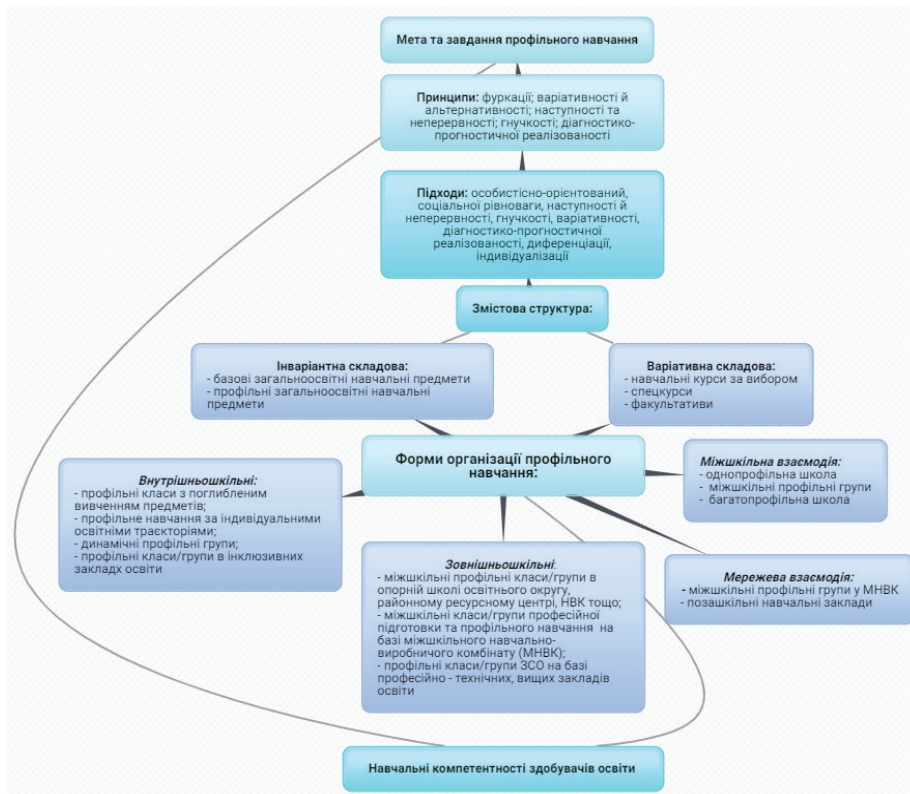 Мета та завдання профільного навчання
Принципи: фуркації; варіативності й
альтернативності; наступності та
неперервності; гнучкості; діагностико-
прогностичної реалізованості
Підходи: особистісно-орієнтований,
соціальної рівноваги, наступності й
неперервності, гнучкості, варіативності,
діагностико-прогностичної
реалізованості, диференціації,
індивідуалізації
Змістова структура:
Інваріантна складова:
- базові загальноосвітні навчальні предмети
- профільні загальноосвітні навчальні
предмети
Варіативна складова:
- навчальні курси за вибором
- спецкурси
- факультативи
Форми організації профільного
навчання:
Внутрішньошкільні:
- профільні класи з поглибленим
вивченням предметів;
- профільне навчання за індивідуальними
освітніми траєкторіями;
- динамічні профільні групи;
- профільні класи/групи в інклюзивних
закладх освіти
Міжшкільна взаємодія:
- однопрофільна школа
- міжшкільні профільні групи
- багатопрофільна школа
Зовнішньошкільні:
- міжшкільні профільні класи/групи в
опорній школі освітнього округу,
районному ресурсному центрі, НВК тощо;
- міжшкільні класи/групи професійної
підготовки та профільного навчання на
базі міжшкільного навчально-
виробничого комбінату (МНВК);
- профільні класи/групи ЗСО на базі
професійно - технічних, вищих закладів
освіти
Мережева взаємодія:
- міжшкільні профільні групи у МНВК
- позашкільні навчальні заклади
Навчальні компетентності здобувачів освіти